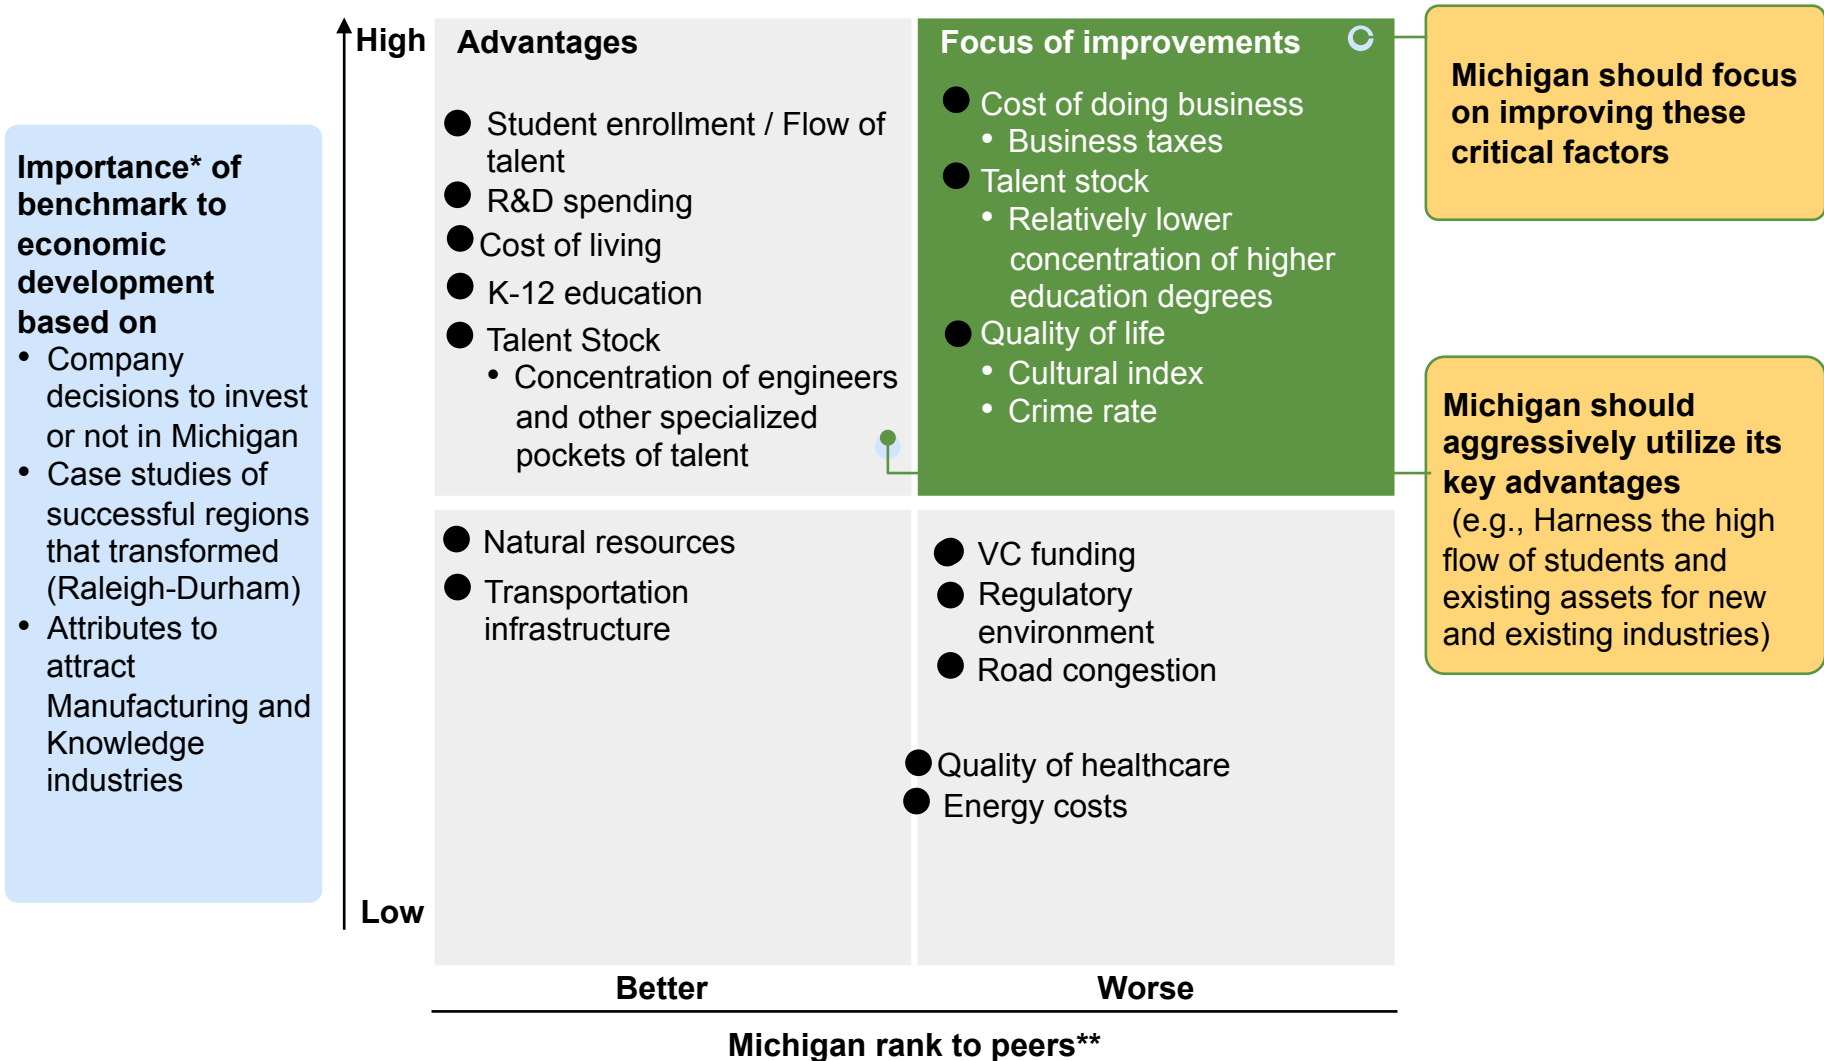 Importance* of
benchmark to
economic
development
based on
• Company
decisions to invest
or not in Michigan
• Case studies of
successful regions
that transformed
(Raleigh-Durham)
• Attributes to
attract
Manufacturing and
Knowledge
industries
High
Low
Advantages
● Student enrollment / Flow of
talent
● R&D spending
● Cost of living
● K-12 education
● Talent Stock
• Concentration of engineers
and other specialized
pockets of talent
Focus of improvements
● Cost of doing business
• Business taxes
● Talent stock
• Relatively lower
concentration of higher
education degrees
● Quality of life
• Cultural index
• Crime rate
Michigan should focus
on improving these
critical factors
Michigan should
aggressively utilize its
key advantages
(e.g., Harness the high
flow of students and
existing assets for new
and existing industries)
● Natural resources
● Transportation
infrastructure
● VC funding
● Regulatory
environment
● Road congestion
● Quality of healthcare
● Energy costs
Better
Worse
Michigan rank to peers**